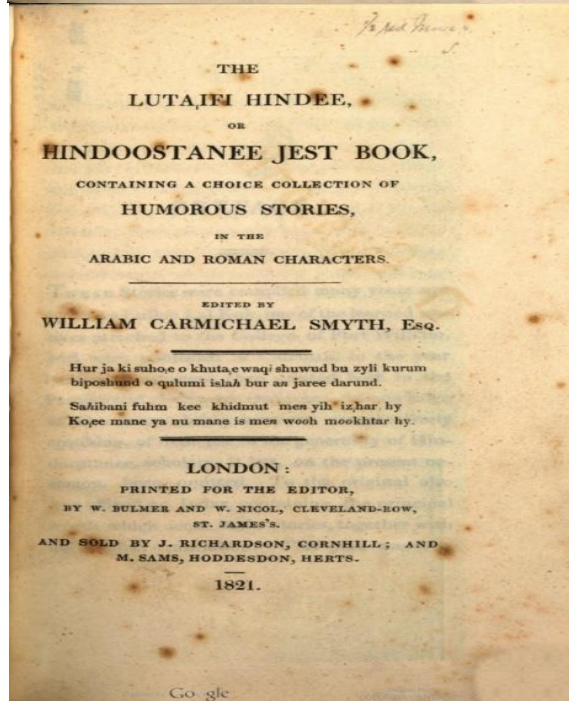 THE
LUTA,IFI HINDEE,
OR
HINDOOSTANEE JEST BOOK,
CONTAINING A CHOICE COLLECTION OF
HUMOROUS STORIES,
IN THE
ARABIC AND ROMAN CHARACTERS.
EDITED BY
WILLIAM CARMICHAEL SMYTH, Esq.
Hur ja ki suho,e o khuta,e waqi shuwud bu zyli kurum
biposhund o qulumi islah bur an jaree darund.
Sahibani fuhm kee khidmut men yih iz,har hy
Ko,ee mane ya nu mane is men wooh mookhtar hy.
LONDON:
PRINTED FOR THE EDITOR,
BY W. BULMER AND W. NICOL, CLEVELAND-ROW,
ST. JAMES'S.
AND SOLD BY J. RICHARDSON, CORNHILL; AND
M. SAMS, HODDESDON, HERTS.
1821.
Google